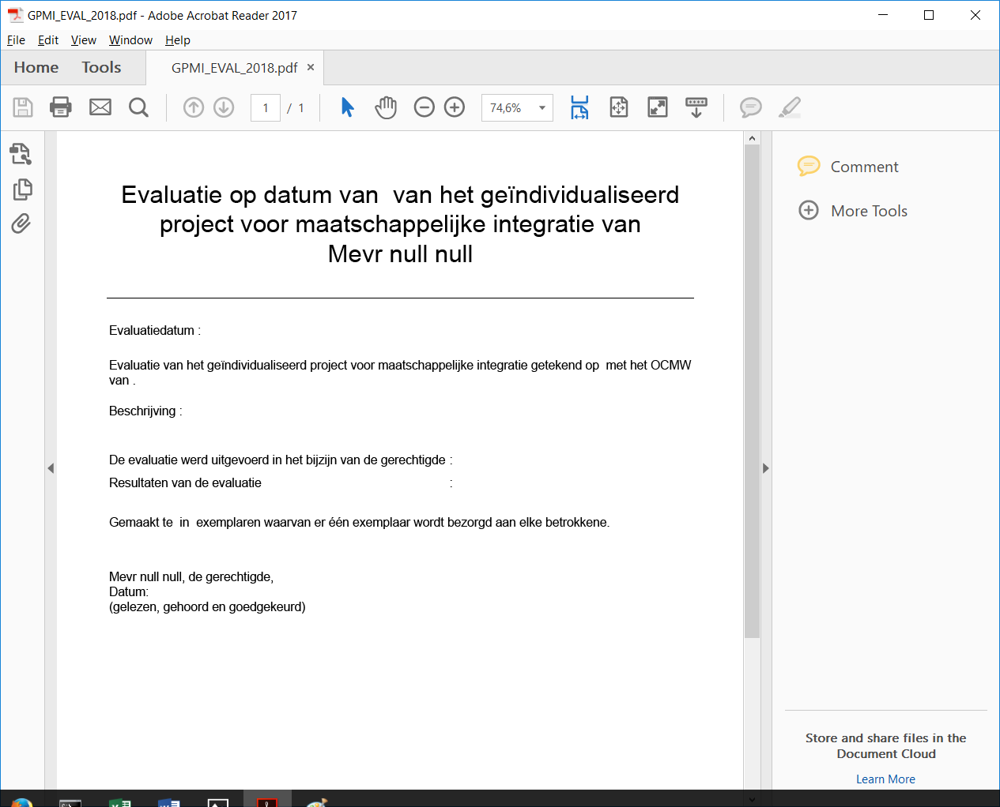 GPMI_EVAL_2018.pdf - Adobe Acrobat Reader 2017
File Edit View Window Help
Home Tools GPMI_EVAL_2018.pdf ×
1 / 1 74,6%
Evaluatie op datum van  van het geïndividualiseerd
project voor maatschappelijke integratie van
Mevr null null
Evaluatiedatum :
Evaluatie van het geïndividualiseerd project voor maatschappelijke integratie getekend op  met het OCMW
van .
Beschrijving :
De evaluatie werd uitgevoerd in het bijzijn van de gerechtigde :
Resultaten van de evaluatie :
Gemaakt te  in  exemplaren waarvan er één exemplaar wordt bezorgd aan elke betrokkene.
Mevr null null, de gerechtigde,
Datum:
(gelezen, gehoord en goedgekeurd)
Comment
More Tools
Store and share files in the
Document Cloud
Learn More